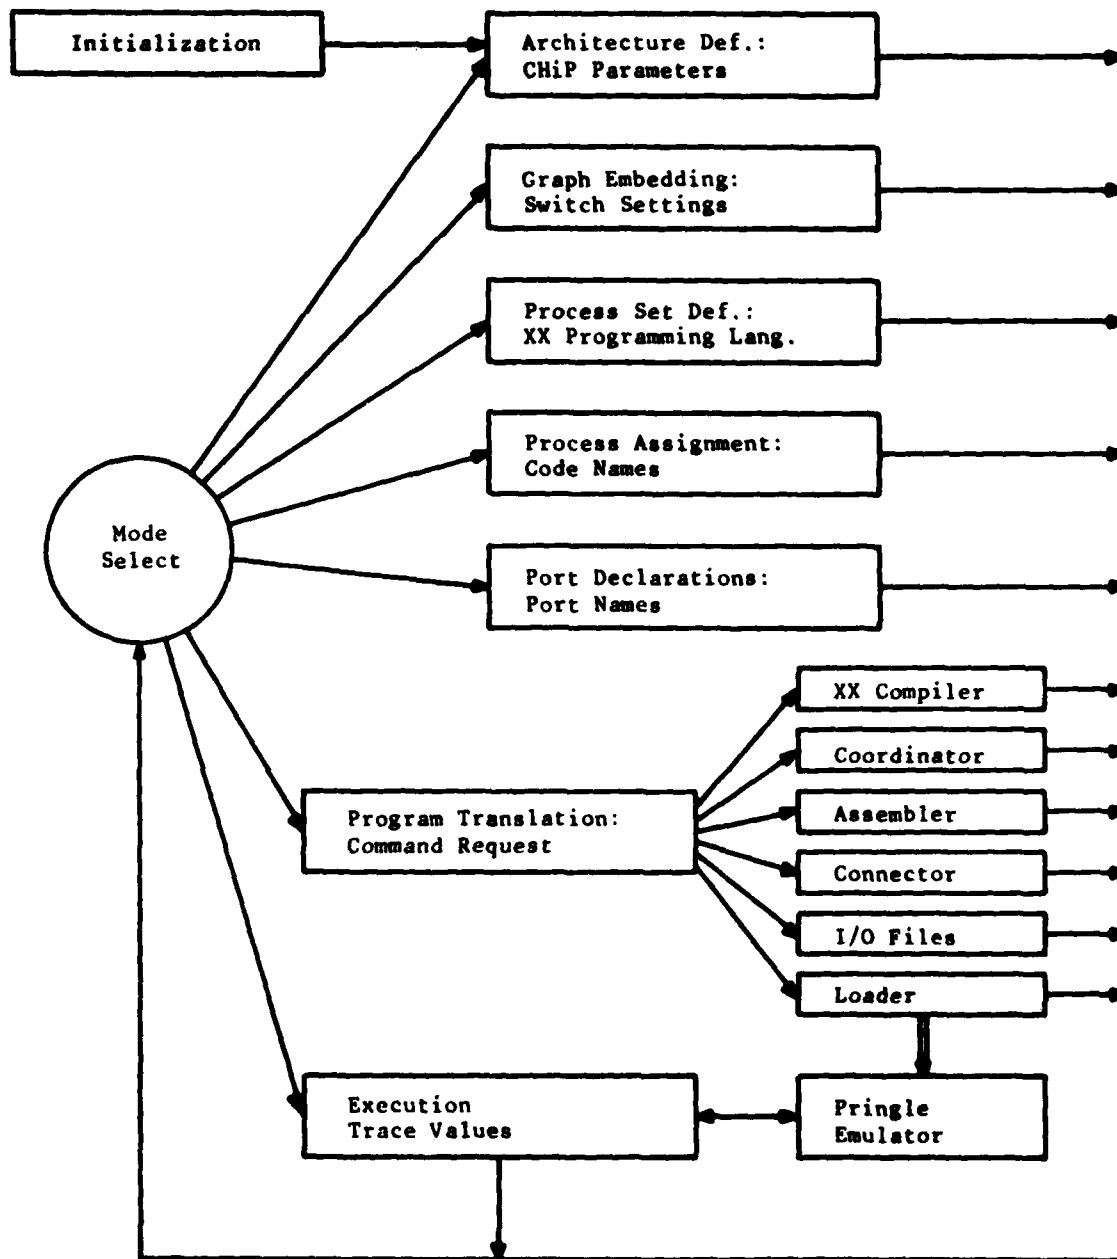 Initialization
Architecture Def.:
CHiP Parameters
Graph Embedding:
Switch Settings
Process Set Def.:
XX Programming Lang.
Process Assignment:
Code Names
Mode
Select
Port Declarations:
Port Names
XX Compiler
Coordinator
Program Translation:
Command Request
Assembler
Connector
I/O Files
Loader
Execution
Trace Values
Pringle
Emulator